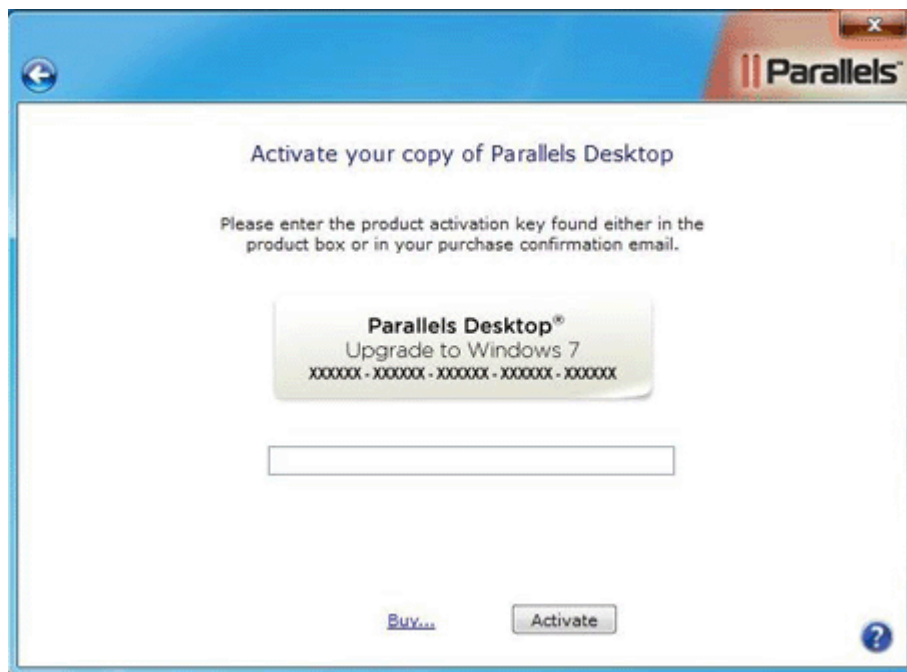 Parallels™
Activate your copy of Parallels Desktop
Please enter the product activation key found either in the
product box or in your purchase confirmation email.
Parallels Desktop®
Upgrade to Windows 7
XXXXXX - XXXXXX - XXXXXX - XXXXXX - XXXXXX
Buy...
Activate
?